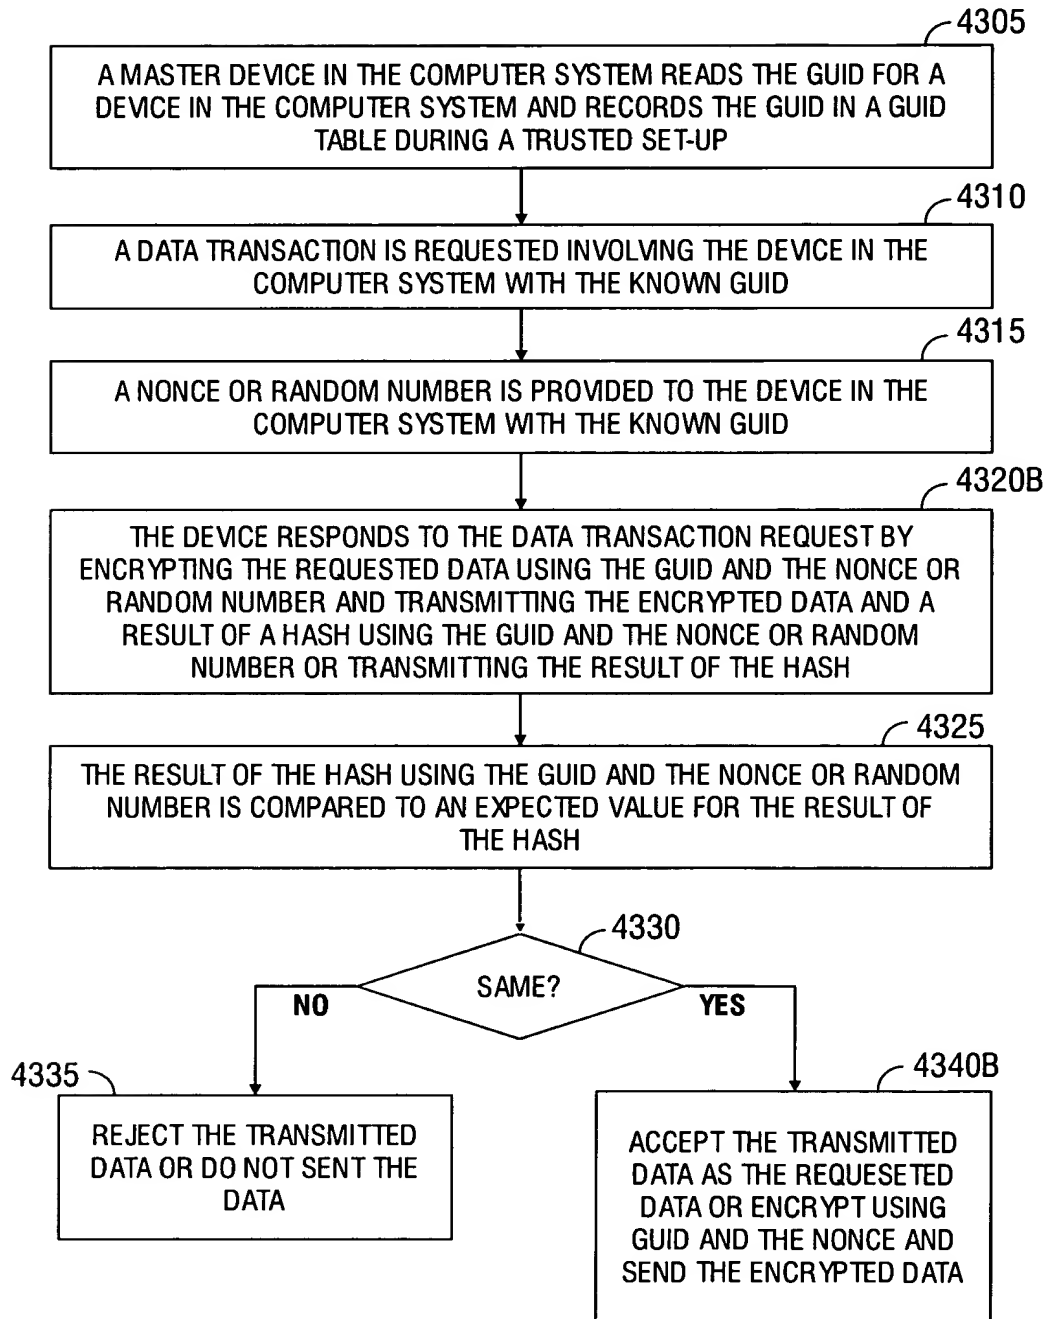 4305
A MASTER DEVICE IN THE COMPUTER SYSTEM READS THE GUID FOR A
DEVICE IN THE COMPUTER SYSTEM AND RECORDS THE GUID IN A GUID
TABLE DURING A TRUSTED SET-UP
4310
A DATA TRANSACTION IS REQUESTED INVOLVING THE DEVICE IN THE
COMPUTER SYSTEM WITH THE KNOWN GUID
4315
A NONCE OR RANDOM NUMBER IS PROVIDED TO THE DEVICE IN THE
COMPUTER SYSTEM WITH THE KNOWN GUID
4320B
THE DEVICE RESPONDS TO THE DATA TRANSACTION REQUEST BY
ENCRYPTING THE REQUESTED DATA USING THE GUID AND THE NONCE OR
RANDOM NUMBER AND TRANSMITTING THE ENCRYPTED DATA AND A
RESULT OF A HASH USING THE GUID AND THE NONCE OR RANDOM
NUMBER OR TRANSMITTING THE RESULT OF THE HASH
4325
THE RESULT OF THE HASH USING THE GUID AND THE NONCE OR RANDOM
NUMBER IS COMPARED TO AN EXPECTED VALUE FOR THE RESULT OF
THE HASH
4330
SAME?
NO
YES
4335
REJECT THE TRANSMITTED
DATA OR DO NOT SENT THE
DATA
4340B
ACCEPT THE TRANSMITTED
DATA AS THE REQUESETED
DATA OR ENCRYPT USING
GUID AND THE NONCE AND
SEND THE ENCRYPTED DATA